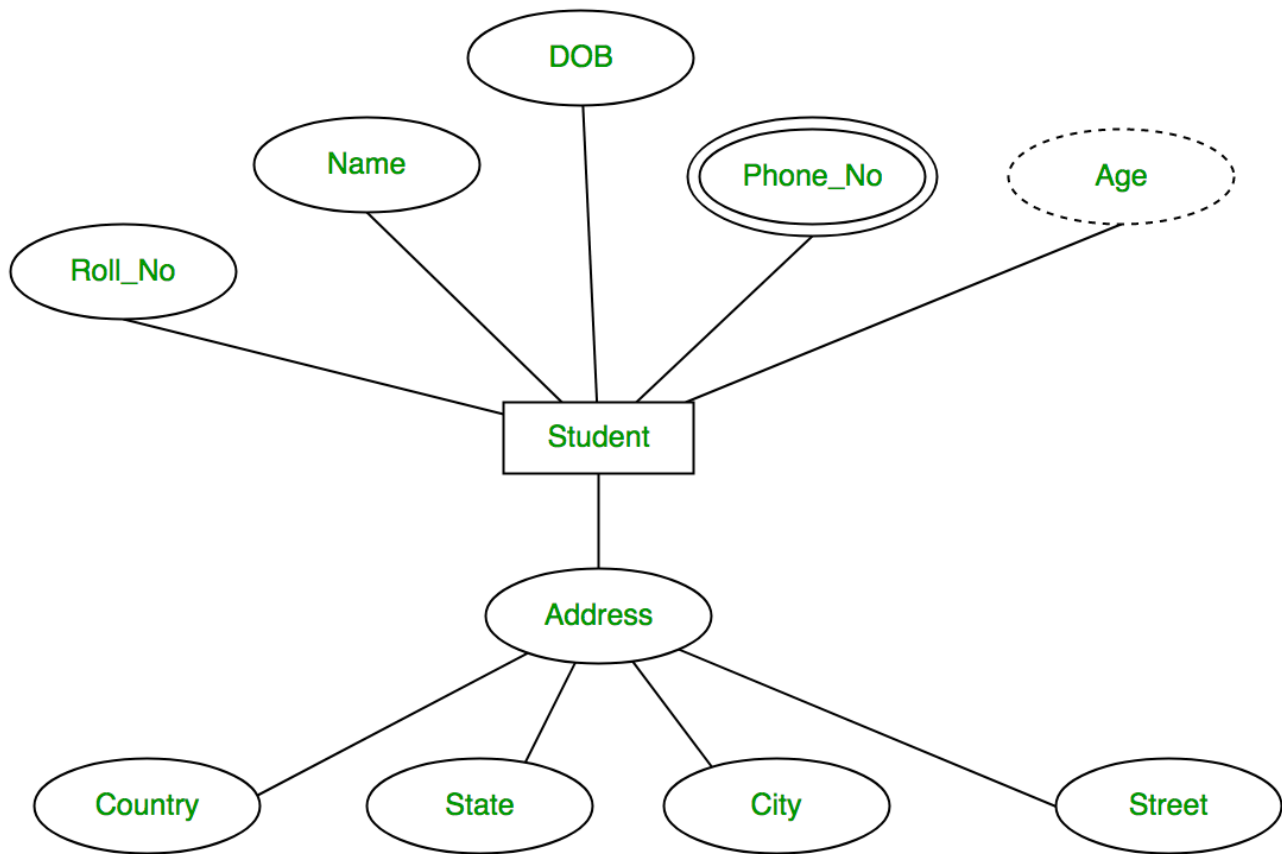 DOB
Name
Phone_No
Age
Roll_No
Student
Address
Country
State
City
Street